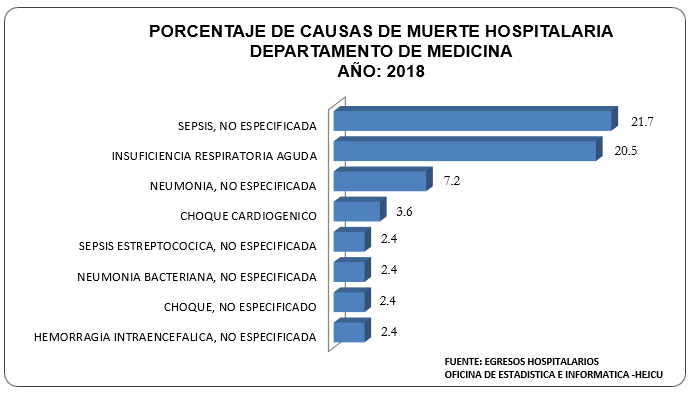 PORCENTAJE DE CAUSAS DE MUERTE HOSPITALARIA
DEPARTAMENTO DE MEDICINA
AÑO: 2018
SEPSIS, NO ESPECIFICADA 21.7
INSUFICIENCIA RESPIRATORIA AGUDA 20.5
NEUMONIA, NO ESPECIFICADA 7.2
CHOQUE CARDIOGENICO 3.6
SEPSIS ESTREPTOCOCICA, NO ESPECIFICADA 2.4
NEUMONIA BACTERIANA, NO ESPECIFICADA 2.4
CHOQUE, NO ESPECIFICADO 2.4
HEMORRAGIA INTRAENCEFALICA, NO ESPECIFICADA 2.4
FUENTE: EGRESOS HOSPITALARIOS
OFICINA DE ESTADISTICA E INFORMATICA -HEJCU